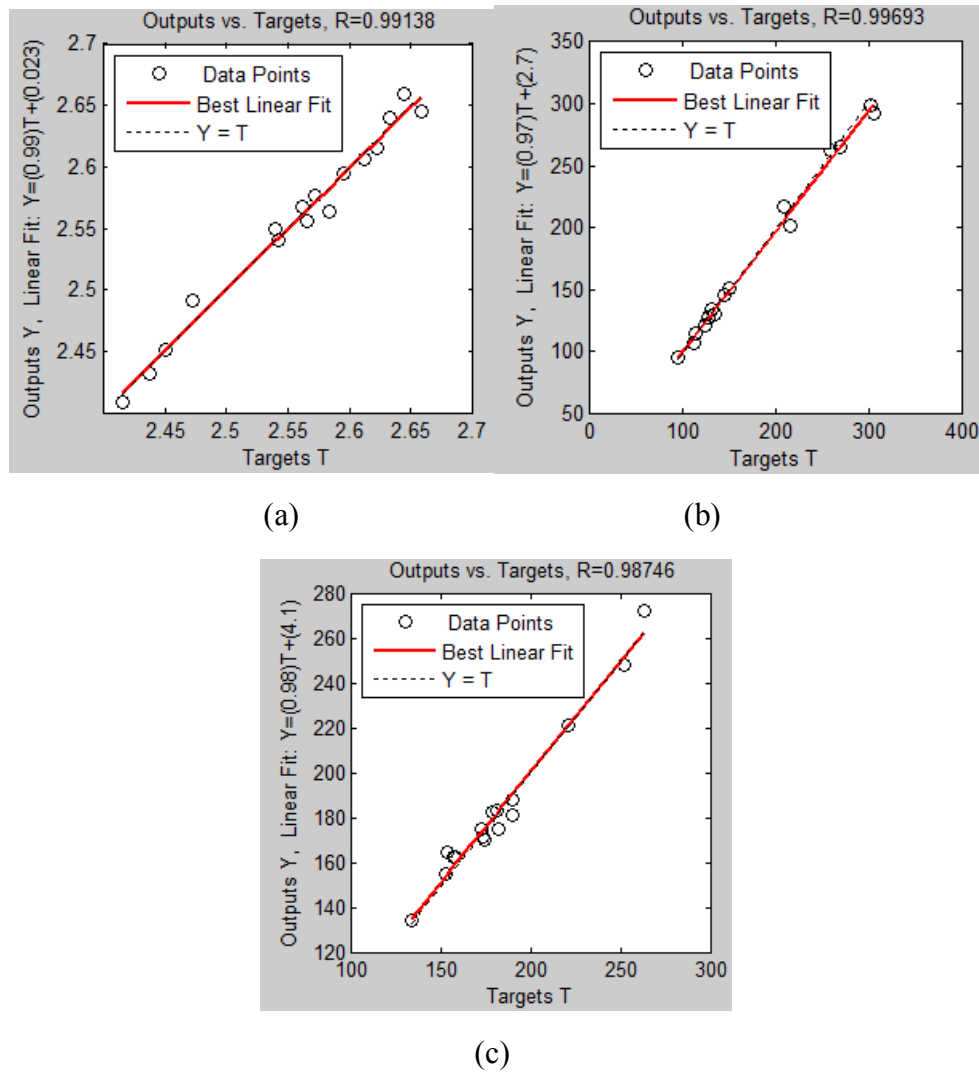 Outputs vs. Targets, R=0.99138
Outputs Y, Linear Fit: Y=(0.99)T+(0.023)
2.7
2.65
2.6
2.55
2.5
2.45
Data Points
Best Linear Fit
Y = T
2.45 2.5 2.55 2.6 2.65 2.7
Targets T
(a)
Outputs vs. Targets, R=0.99693
Outputs Y, Linear Fit: Y=(0.97)T+(2.7)
350
300
250
200
150
100
50
Data Points
Best Linear Fit
Y = T
0 100 200 300 400
Targets T
(b)
Outputs vs. Targets, R=0.98746
Outputs Y, Linear Fit: Y=(0.98)T+(4.1)
280
260
240
220
200
180
160
140
120
Data Points
Best Linear Fit
Y = T
100 150 200 250 300
Targets T
(c)